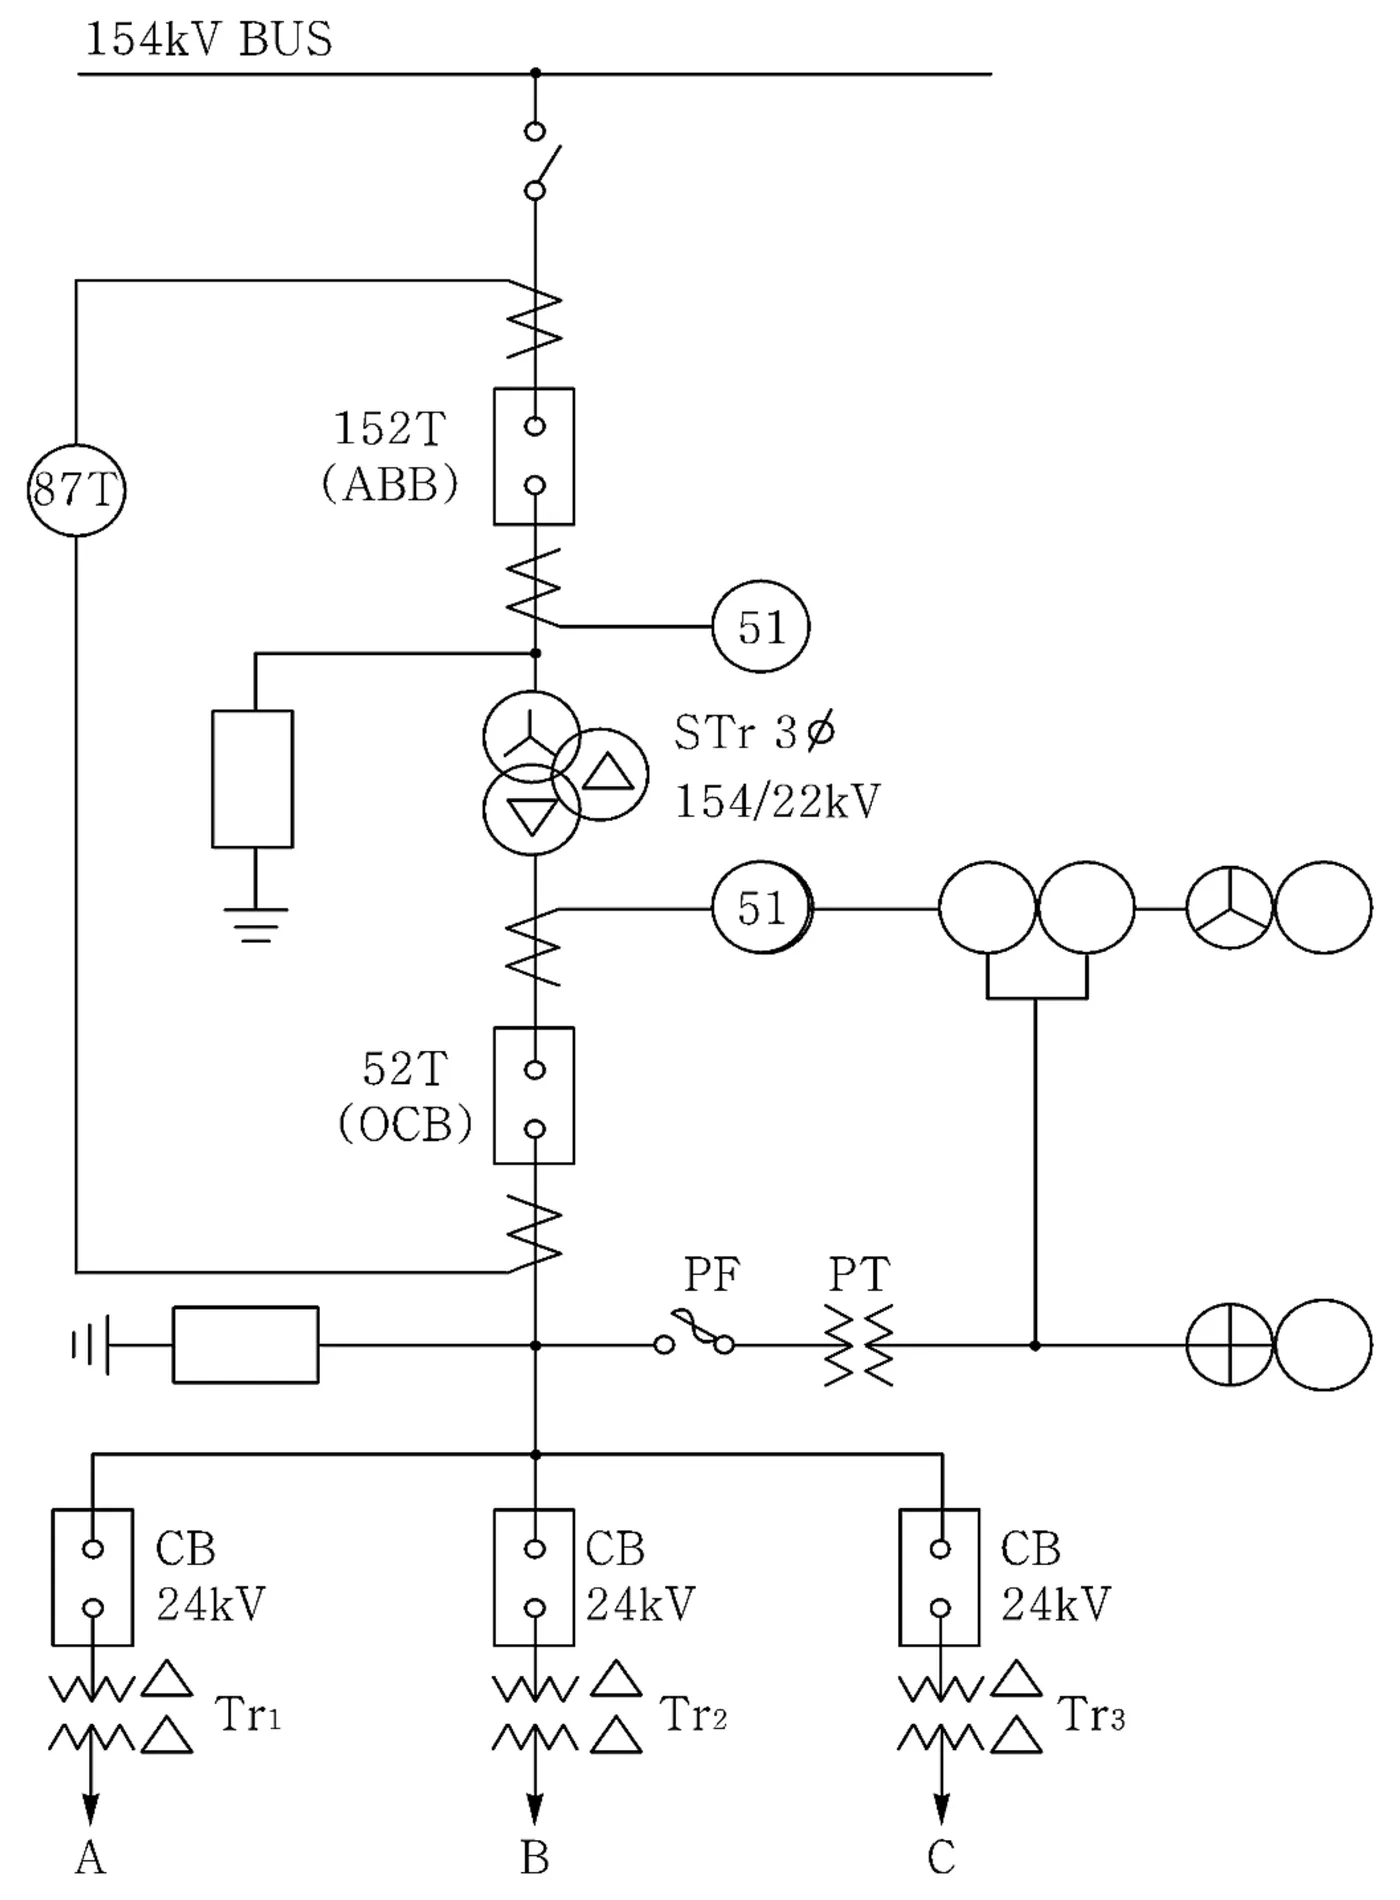 154kV BUS
152T
(ABB)
87T
51
STr 3ϕ
154/22kV
51
52T
(OCB)
PF
PT
CB
24kV
CB
24kV
CB
24kV
Tr1
Tr2
Tr3
A
B
C